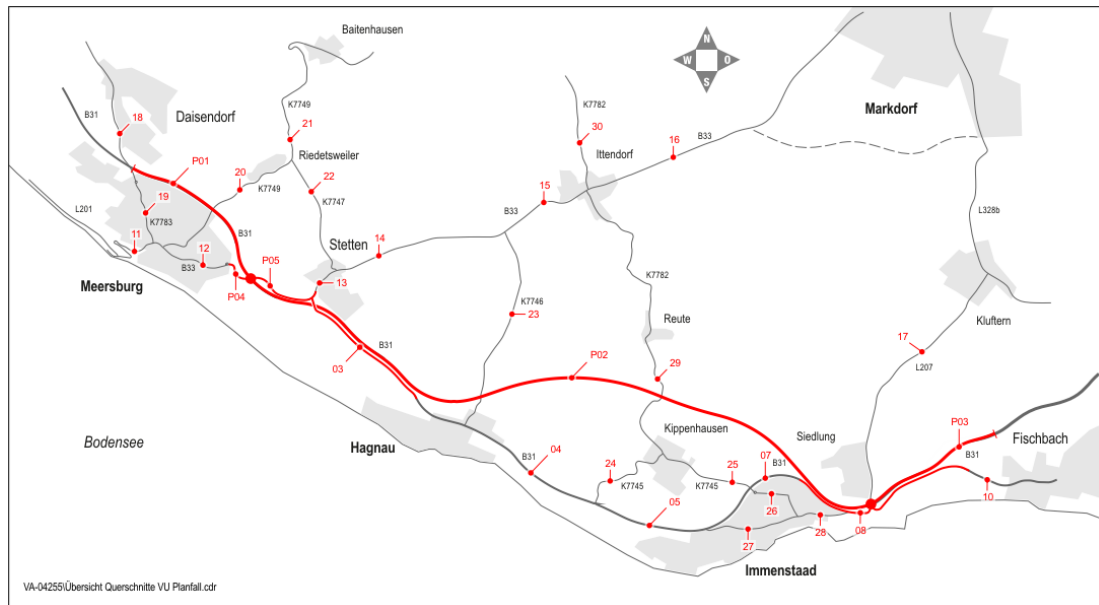 Baitenhausen
N
W O
S
K7749
K7782
Markdorf
B31
18
Daisendorf
21
30
16
B33
Ittendorf
P01
Riedetsweiler
20
K7749
22
K7747
15
19
L201
K7783
B33
L328b
11
B31
14
12
Stetten
B33
P05
K7782
Meersburg
P04
13
K7746
23
Reute
Kluftern
17
03
B31
P02
29
L207
Bodensee
Hagnau
Kippenhausen
Siedlung
P03
Fischbach
B31
04
B31
24
25
07
B31
K7745
K7745
10
05
26
27
28
08
Immenstaad
VA-04255\Übersicht Querschnitte VU Planfall.cdr